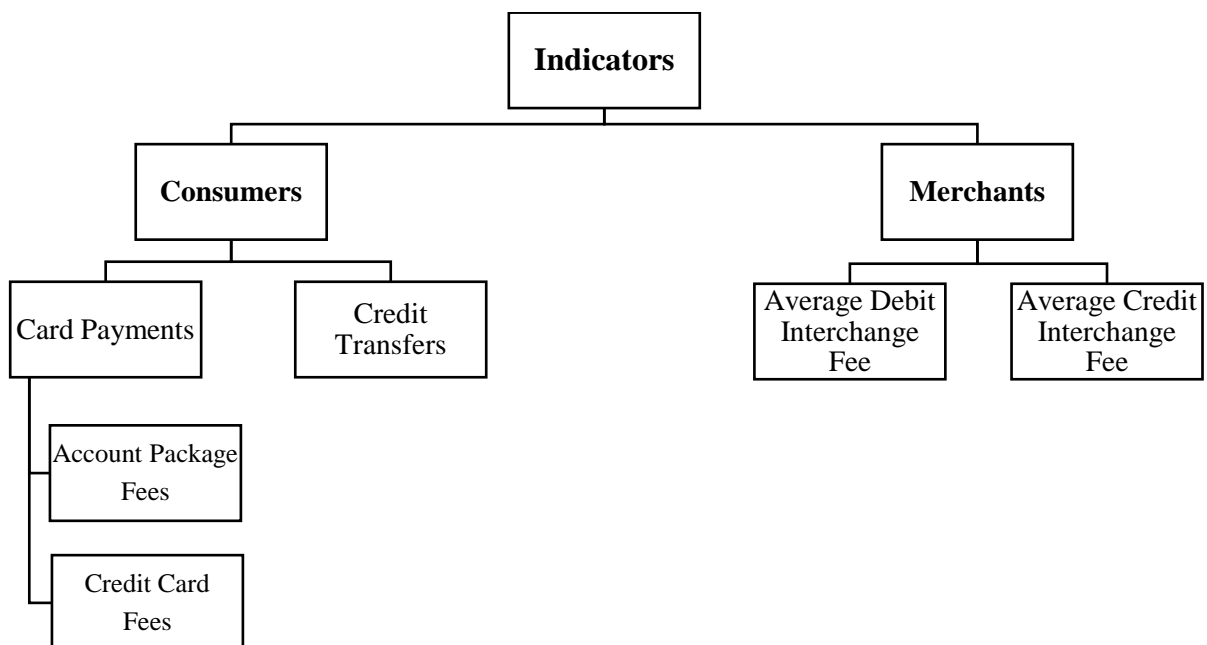 Indicators
Consumers
Merchants
Card Payments
Credit
Transfers
Average Debit
Interchange
Fee
Average Credit
Interchange
Fee
Account Package
Fees
Credit Card
Fees